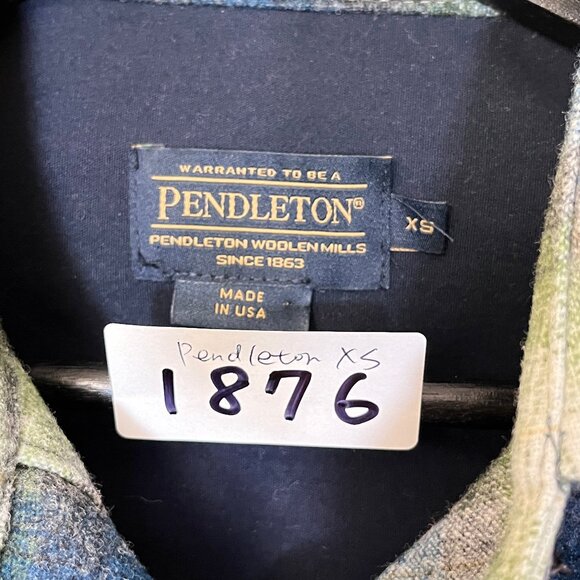 WARRANTED TO BE A
PENDLETON®
XS
PENDLETON WOOLEN MILLS
SINCE 1863
MADE
IN USA
Pendleton XS
1876